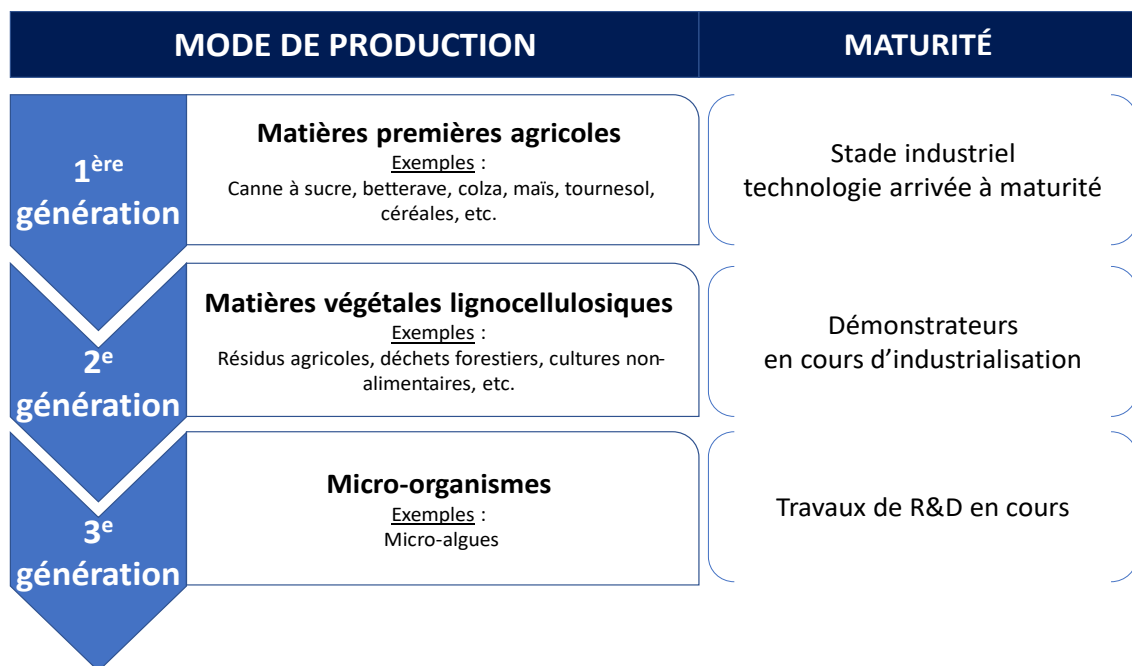 MODE DE PRODUCTION
MATURITÉ
1ère
génération
Matières premières agricoles
Exemples :
Canne à sucre, betterave, colza, maïs, tournesol,
céréales, etc.
Stade industriel
technologie arrivée à maturité
2e
génération
Matières végétales lignocellulosiques
Exemples :
Résidus agricoles, déchets forestiers, cultures non-
alimentaires, etc.
Démonstrateurs
en cours d’industrialisation
3e
génération
Micro-organismes
Exemples :
Micro-algues
Travaux de R&D en cours